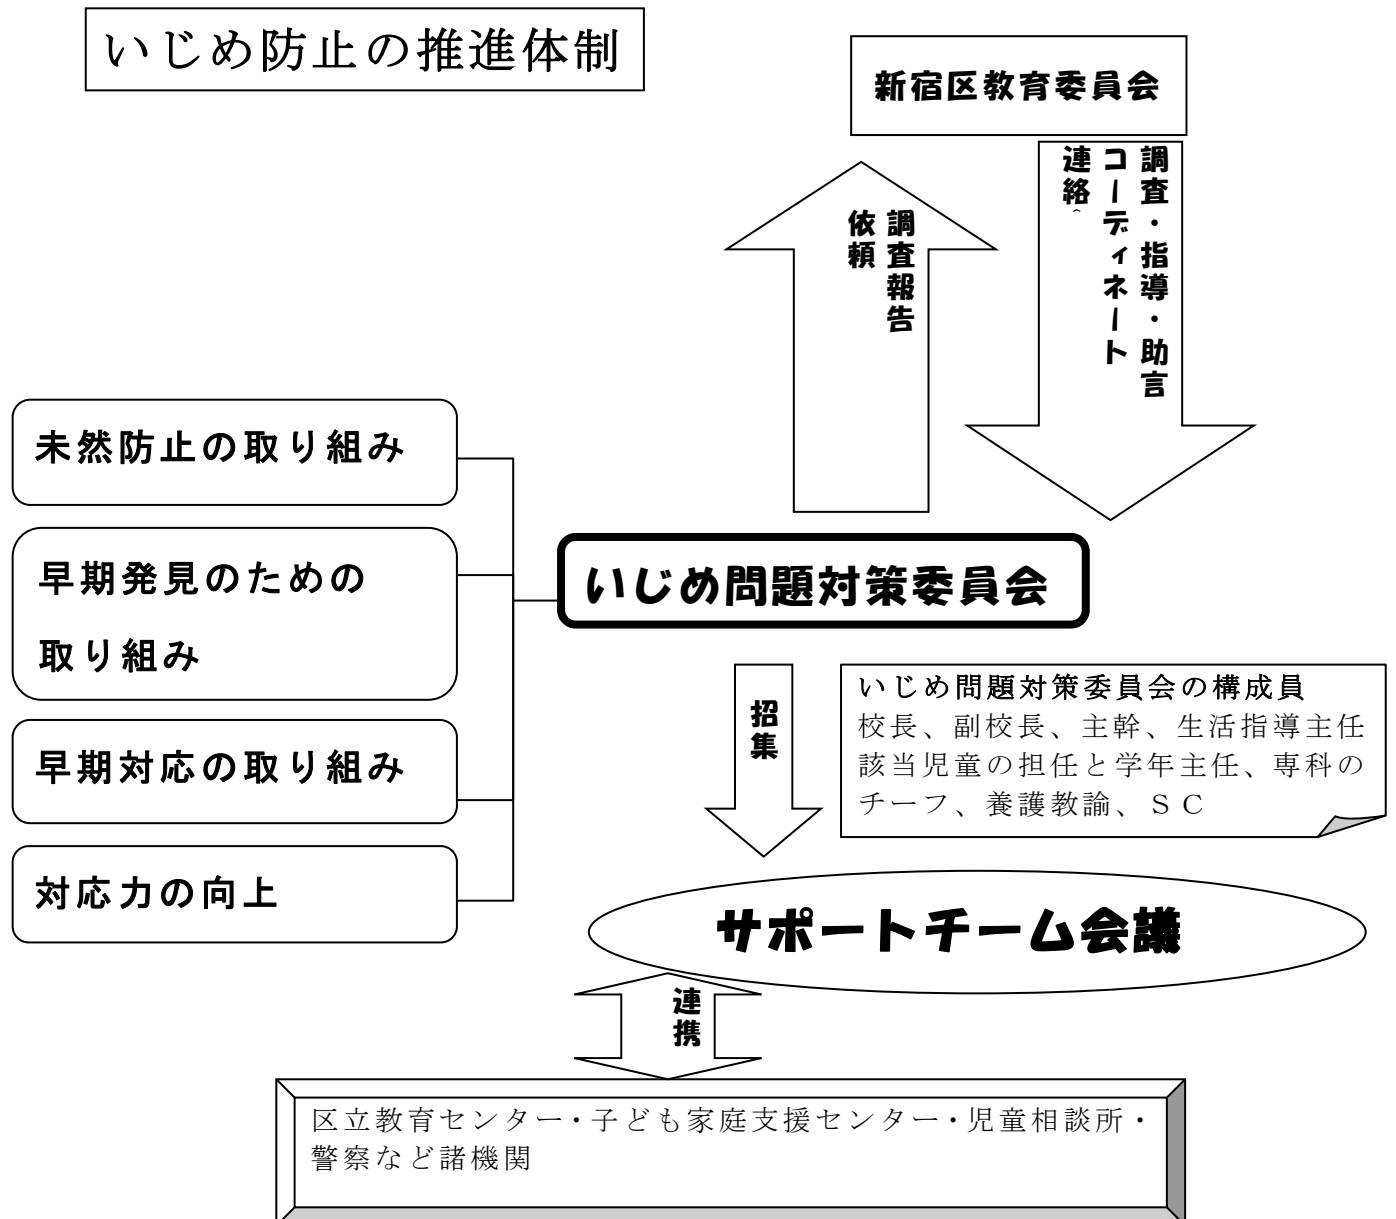 いじめ防止の推進体制
新宿区教育委員会
調査報告
依頼
調査・指導・助言
コーディネート
連絡
未然防止の取り組み
早期発見のための
取り組み
早期対応の取り組み
対応力の向上
いじめ問題対策委員会
招集
いじめ問題対策委員会の構成員
校長、副校長、主幹、生活指導主任
該当児童の担任と学年主任、専科の
チーフ、養護教諭、ＳＣ
サポートチーム会議
連携
区立教育センター・子ども家庭支援センター・児童相談所・
警察など諸機関